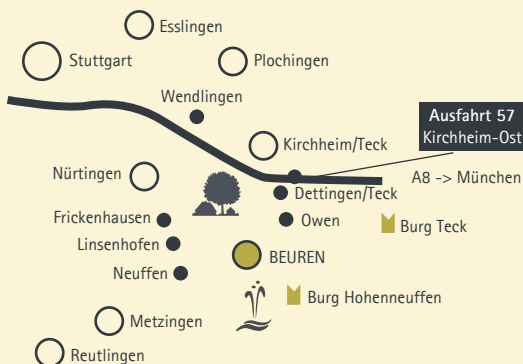 Esslingen
Stuttgart
Plochingen
Wendlingen
Ausfahrt 57
Kirchheim-Ost
Kirchheim/Teck
Nürtingen
A8 -> München
Dettingen/Teck
Frickenhausen
Owen
Burg Teck
Linsenhofen
BEUREN
Neuffen
Burg Hohenneuffen
Metzingen
Reutlingen